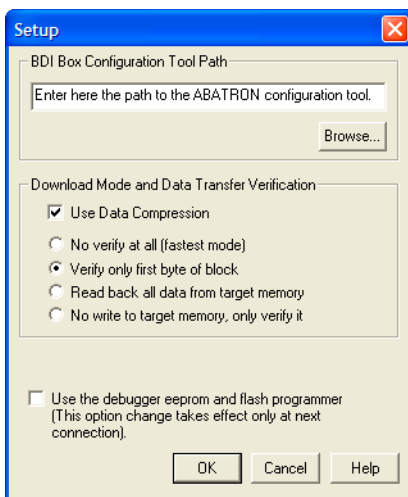 Setup
BDI Box Configuration Tool Path
Enter here the path to the ABATRON configuration tool.
Browse...
Download Mode and Data Transfer Verification
Use Data Compression
No verify at all (fastest mode)
Verify only first byte of block
Read back all data from target memory
No write to target memory, only verify it
Use the debugger eeprom and flash programmer
(This option change takes effect only at next
connection).
OK Cancel Help